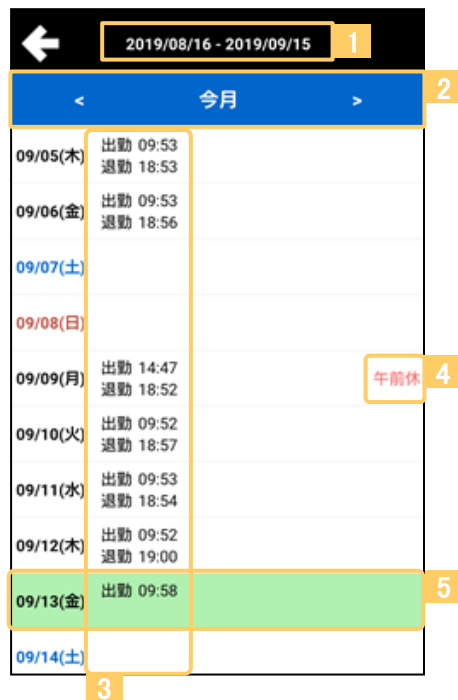 2019/08/16 - 2019/09/15
1
< 今月 >
2
09/05(木) 出勤 09:53
退勤 18:53
09/06(金) 出勤 09:53
退勤 18:56
09/07(土)
09/08(日)
09/09(月) 出勤 14:47
退勤 18:52
午前休
4
09/10(火) 出勤 09:52
退勤 18:57
09/11(水) 出勤 09:53
退勤 18:54
09/12(木) 出勤 09:52
退勤 19:00
09/13(金) 出勤 09:58
5
09/14(土)
3